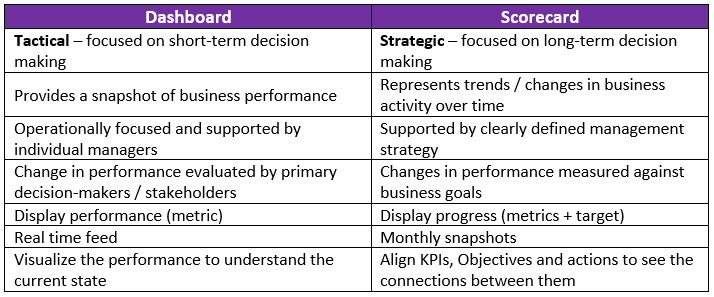 Dashboard
Scorecard
Tactical – focused on short-term decision
making
Strategic – focused on long-term decision
making
Provides a snapshot of business performance
Represents trends / changes in business
activity over time
Operationally focused and supported by
individual managers
Supported by clearly defined management
strategy
Change in performance evaluated by primary
decision-makers / stakeholders
Changes in performance measured against
business goals
Display performance (metric)
Display progress (metrics + target)
Real time feed
Monthly snapshots
Visualize the performance to understand the
current state
Align KPIs, Objectives and actions to see the
connections between them